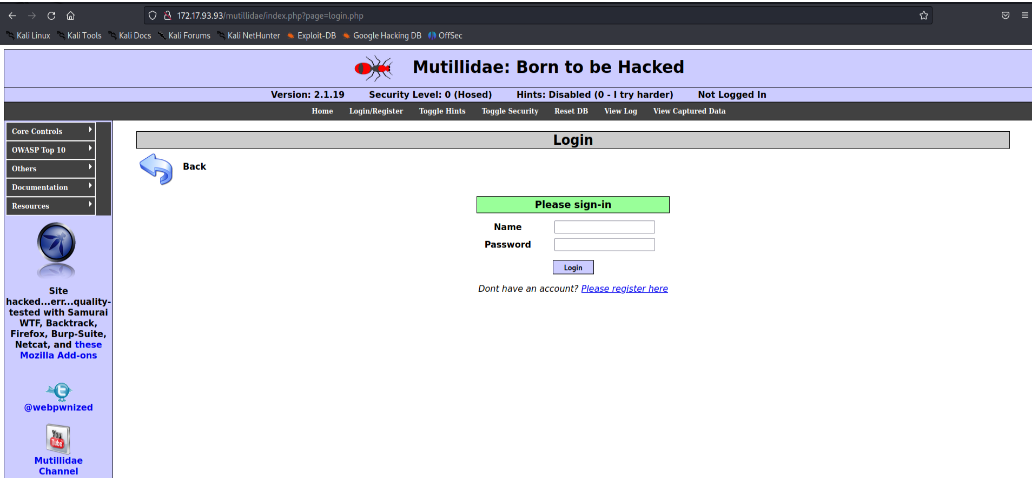 172.17.93.93/mutillidae/index.php?page=login.php
Kali Linux Kali Tools Kali Docs Kali Forums Kali NetHunter Exploit-DB Google Hacking DB OffSec
Mutillidae: Born to be Hacked
Version: 2.1.19 Security Level: 0 (Hosed) Hints: Disabled (0 - I try harder) Not Logged In
Home Login/Register Toggle Hints Toggle Security Reset DB View Log View Captured Data
Core Controls
OWASP Top 10
Others
Documentation
Resources
Site
hacked...err...quality-
tested with Samurai
WTF, Backtrack,
Firefox, Burp-Suite,
Netcat, and these
Mozilla Add-ons
@webpwnized
You
Tube
Mutillidae
Channel
Login
Back
Please sign-in
Name
Password
Login
Dont have an account? Please register here